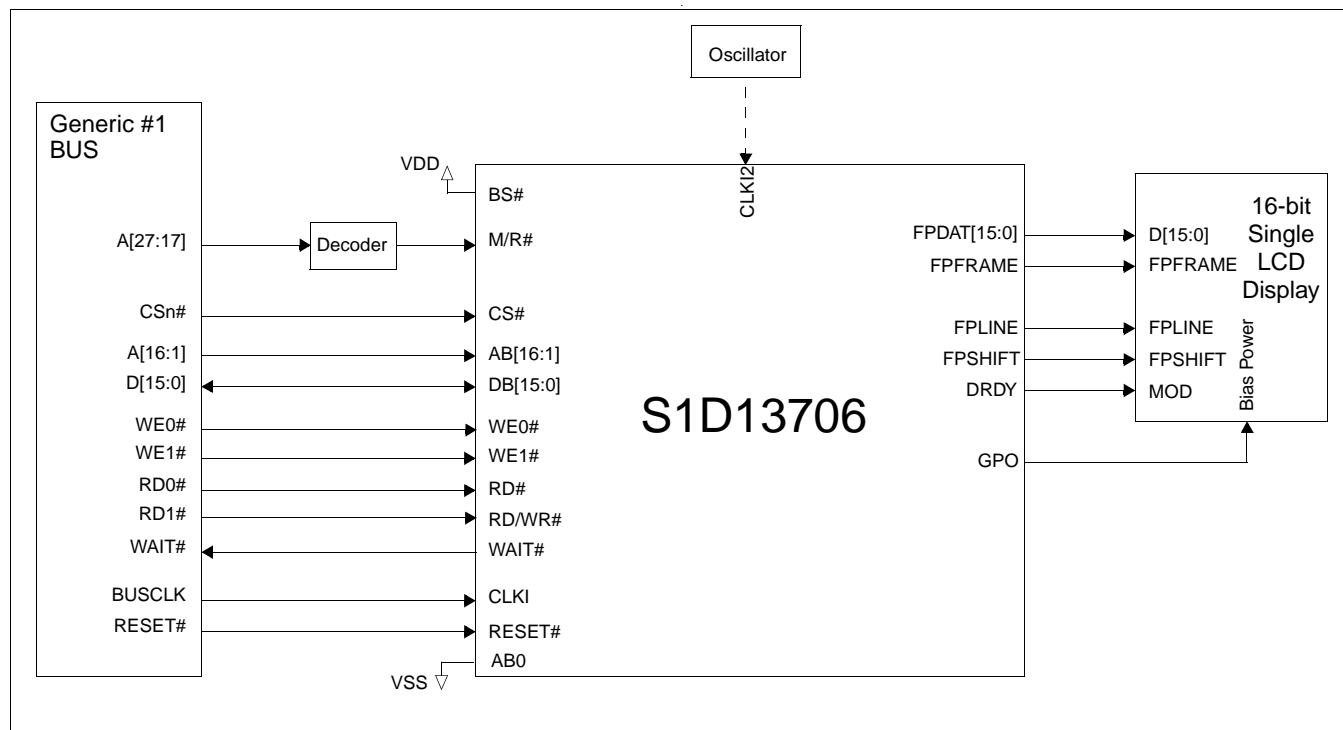 Oscillator
Generic #1
BUS
A[27:17]
CSn#
A[16:1]
D[15:0]
WE0#
WE1#
RD0#
RD1#
WAIT#
BUSCLK
RESET#
Decoder
VDD
VSS
CLKI2
BS#
M/R#
CS#
AB[16:1]
DB[15:0]
WE0#
WE1#
RD#
RD/WR#
WAIT#
CLKI
RESET#
AB0
S1D13706
FPDAT[15:0]
FPFRAME
FPLINE
FPSHIFT
DRDY
GPO
D[15:0]
FPFRAME
FPLINE
FPSHIFT
MOD
16-bit
Single
LCD
Display
Bias Power